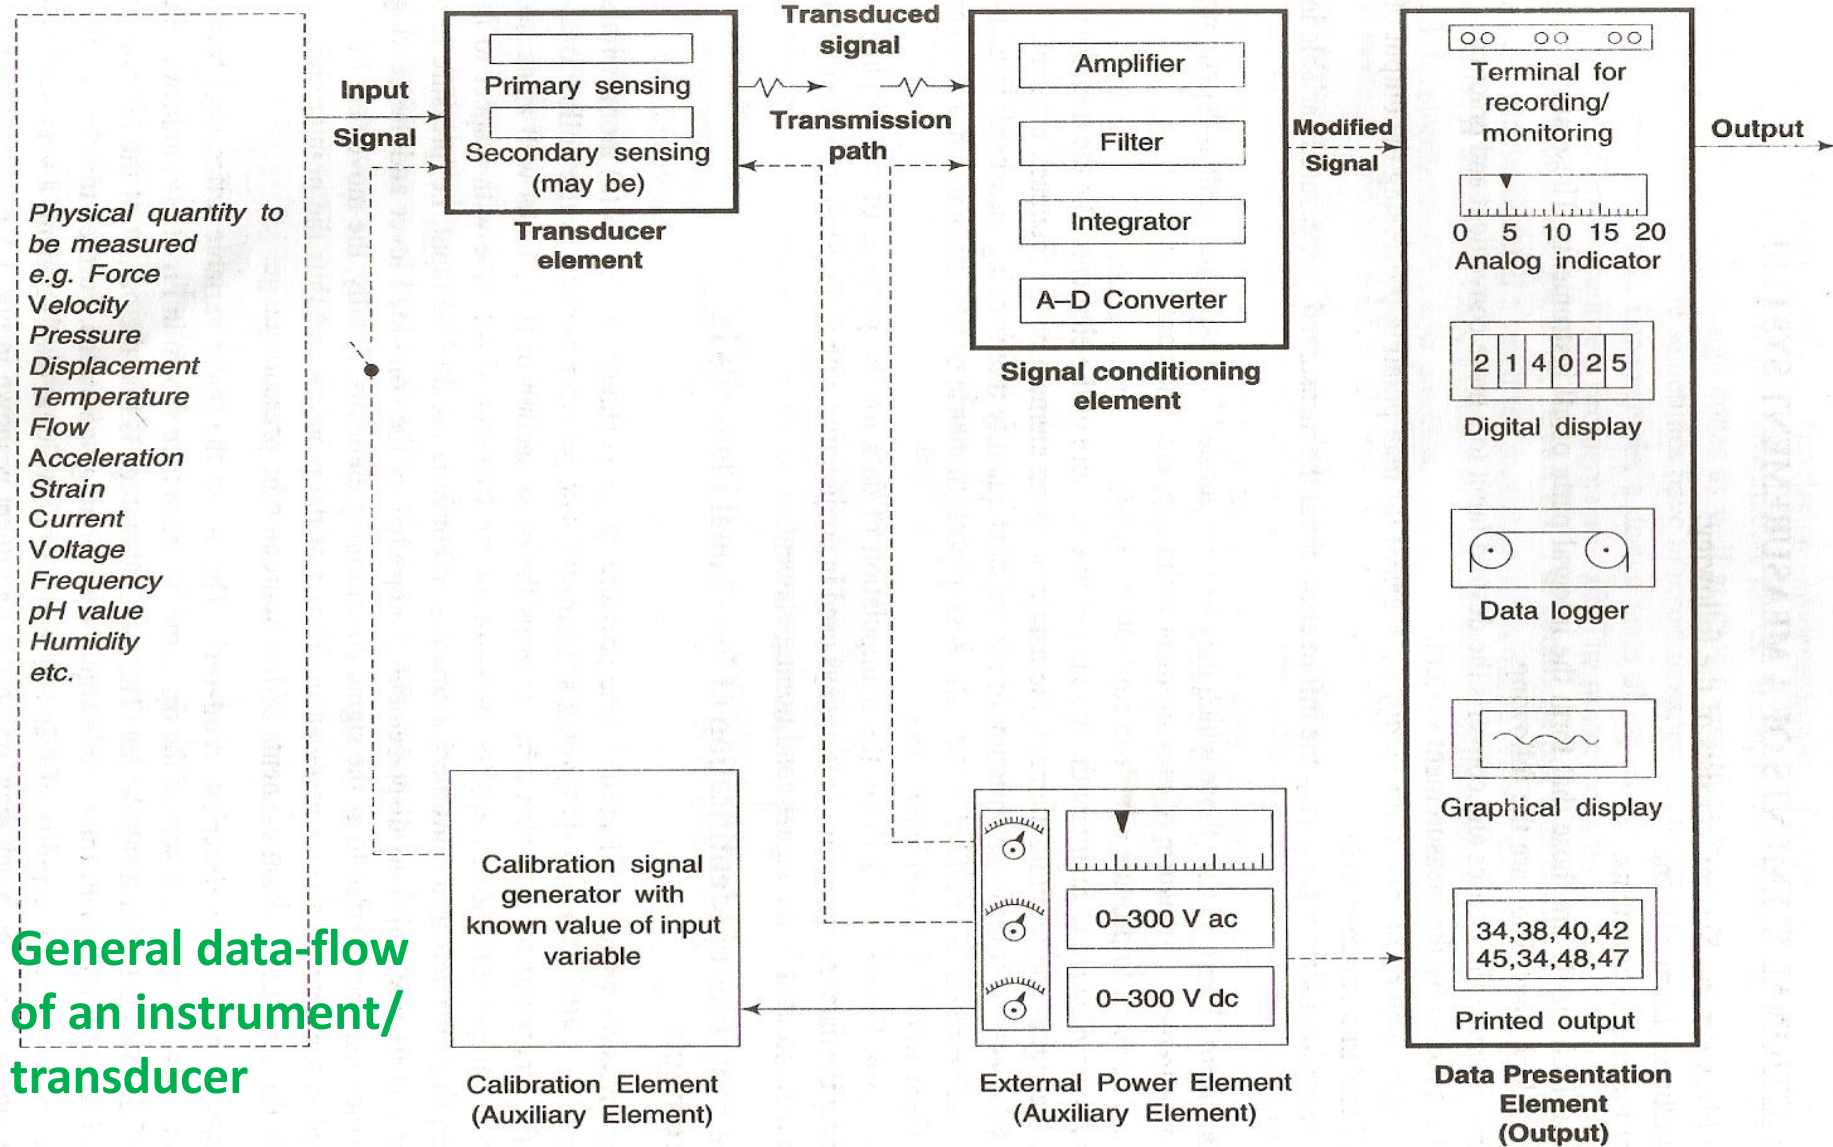 Physical quantity to
be measured
e.g. Force
Velocity
Pressure
Displacement
Temperature
Flow
Acceleration
Strain
Current
Voltage
Frequency
pH value
Humidity
etc.
General data-flow
of an instrument/
transducer
Input
Signal
Primary sensing
Secondary sensing
(may be)
Transducer
element
Transduced
signal
Transmission
path
Amplifier
Filter
Integrator
A–D Converter
Signal conditioning
element
Modified
Signal
Terminal for
recording/
monitoring
0 5 10 15 20
Analog indicator
2 1 4 0 2 5
Digital display
Data logger
Graphical display
34,38,40,42
45,34,48,47
Printed output
Data Presentation
Element
(Output)
Output
Calibration signal
generator with
known value of input
variable
Calibration Element
(Auxiliary Element)
0–300 V ac
0–300 V dc
External Power Element
(Auxiliary Element)